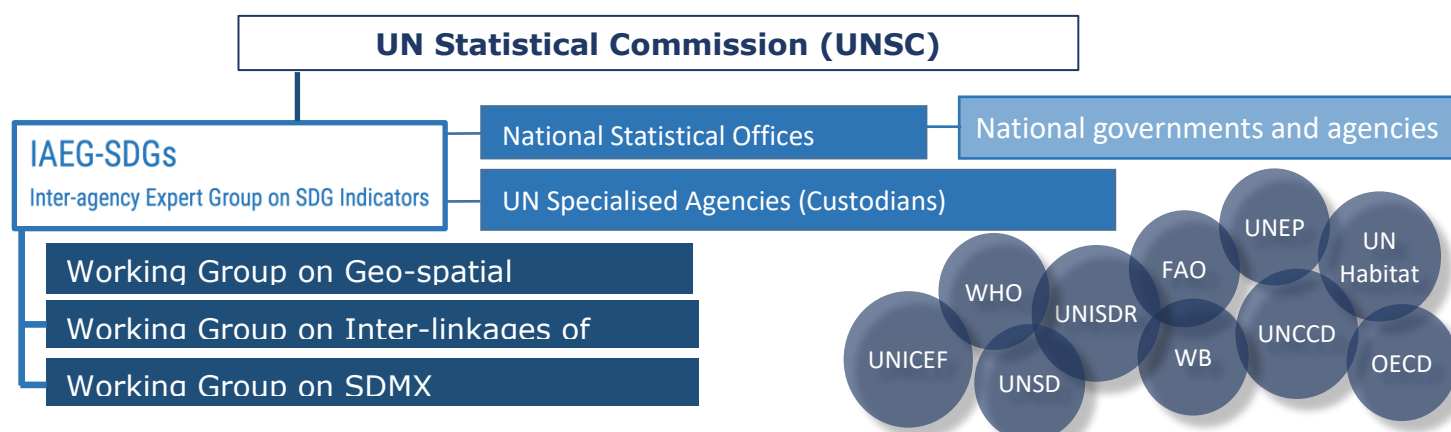 UN Statistical Commission (UNSC)
IAEG-SDGs
Inter-agency Expert Group on SDG Indicators
National Statistical Offices
National governments and agencies
UN Specialised Agencies (Custodians)
Working Group on Geo-spatial
Working Group on Inter-linkages of
Working Group on SDMX
UNICEF
WHO
UNSD
UNISDR
FAO
WB
UNEP
UNCCD
UN
Habitat
OECD